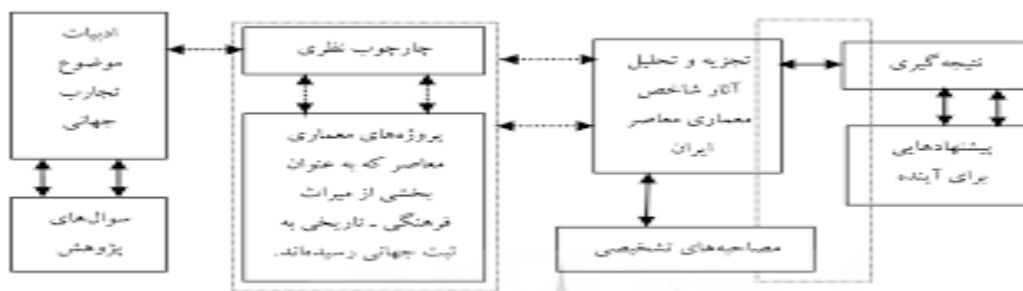 ادبیات
موضوع
تجارب
جهانی
سوال‌های
پژوهش
چارچوب نظری
پروژه‌های معماری
معاصر که به عنوان
بخشی از میراث
فرهنگی ـ تاریخی به
ثبت جهانی رسیده‌اند.
تجزیه و تحلیل
آثار شاخص
معماری معاصر
ایران
مصاحبه‌های تشخیصی
نتیجه‌گیری
پیشنهادهایی
برای آینده